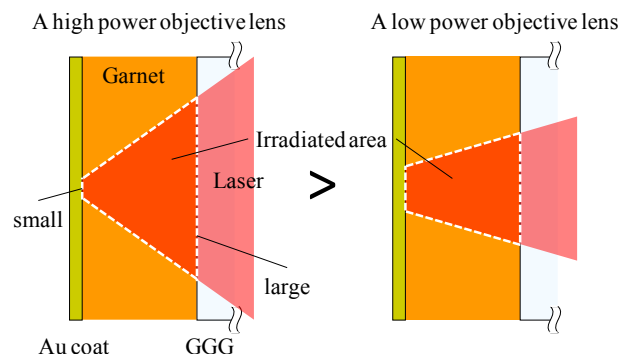 A high power objective lens
A low power objective lens
Garnet
Irradiated area
Laser
>
small
large
Au coat
GGG